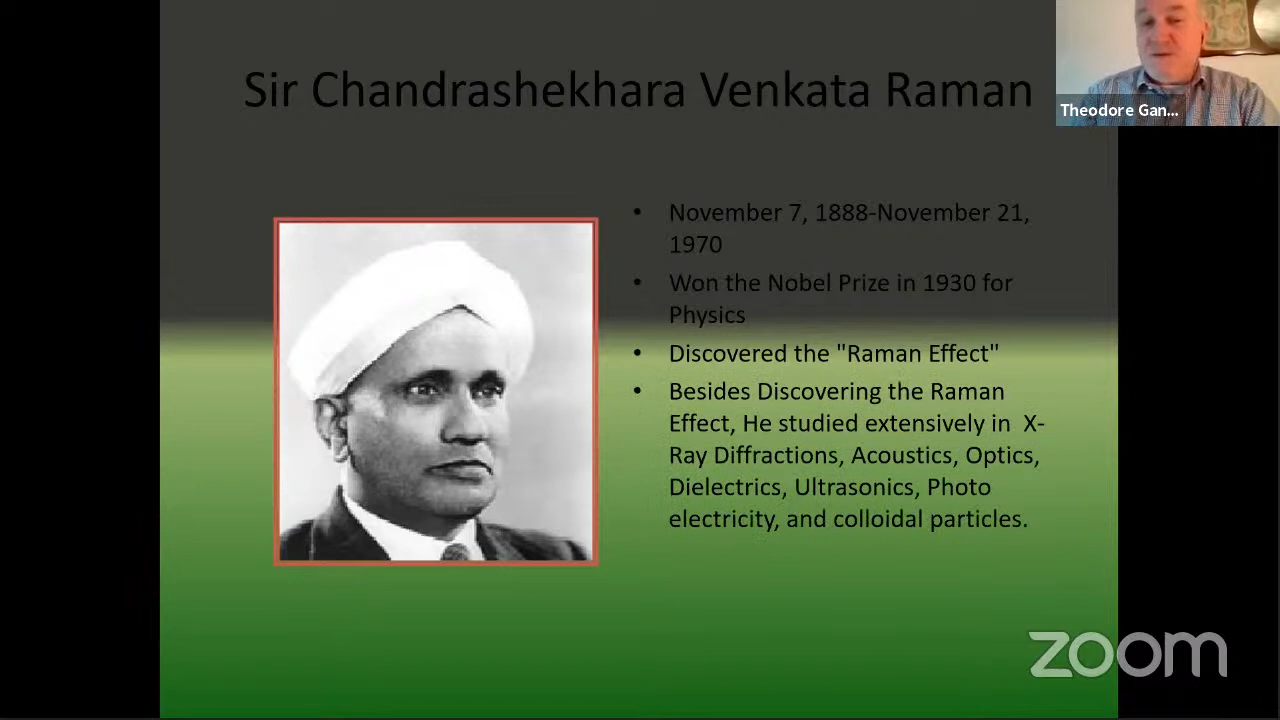 Sir Chandrashekhara Venkata Raman
Theodore Gan...
• November 7, 1888-November 21,
1970
• Won the Nobel Prize in 1930 for
Physics
• Discovered the "Raman Effect"
• Besides Discovering the Raman
Effect, He studied extensively in  X-
Ray Diffractions, Acoustics, Optics,
Dielectrics, Ultrasonics, Photo
electricity, and colloidal particles.
zoom